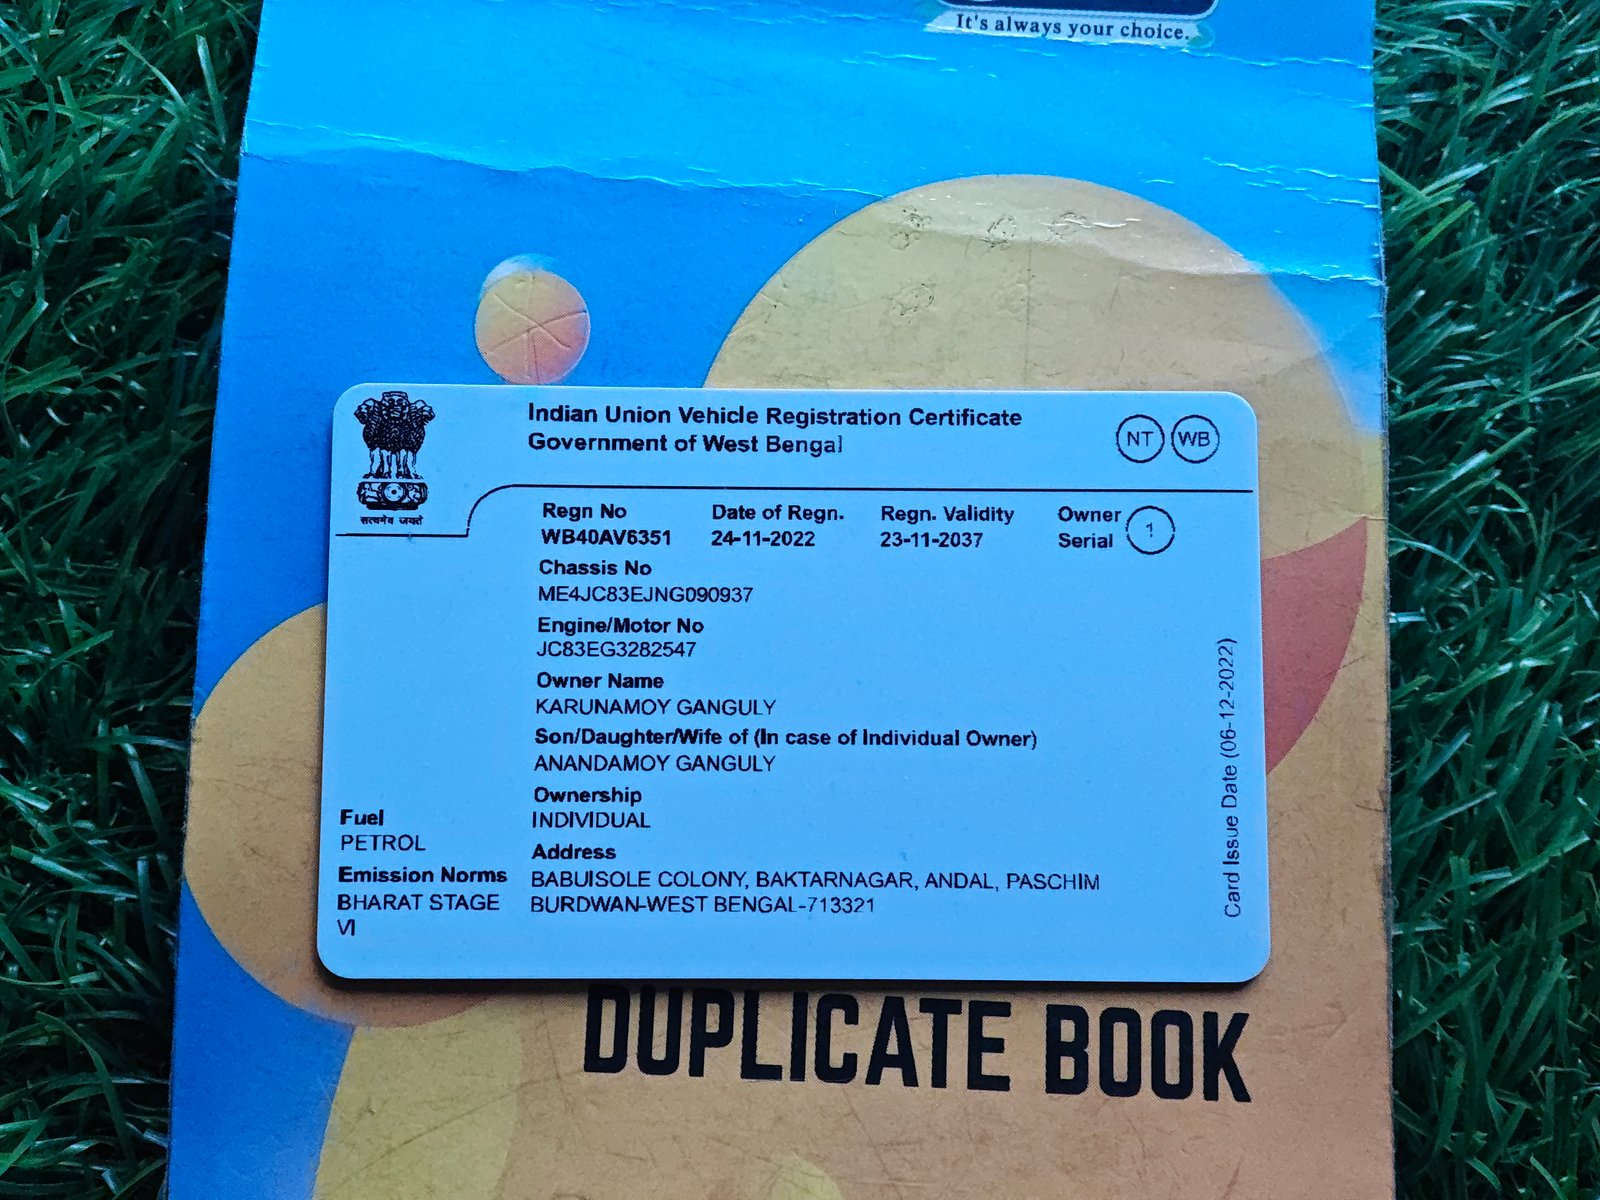 It's always your choice.
Indian Union Vehicle Registration Certificate
Government of West Bengal
NT WB
सत्यमेव जयते
Regn No Date of Regn. Regn. Validity Owner Serial 1
WB40AV6351 24-11-2022 23-11-2037
Chassis No
ME4JC83EJNG090937
Engine/Motor No
JC83EG3282547
Owner Name
KARUNAMOY GANGULY
Son/Daughter/Wife of (In case of Individual Owner)
ANANDAMOY GANGULY
Ownership
INDIVIDUAL
Address
BABUISOLE COLONY, BAKTARNAGAR, ANDAL, PASCHIM
BURDWAN-WEST BENGAL-713321
Fuel
PETROL
Emission Norms
BHARAT STAGE
VI
Card Issue Date (06-12-2022)
DUPLICATE BOOK